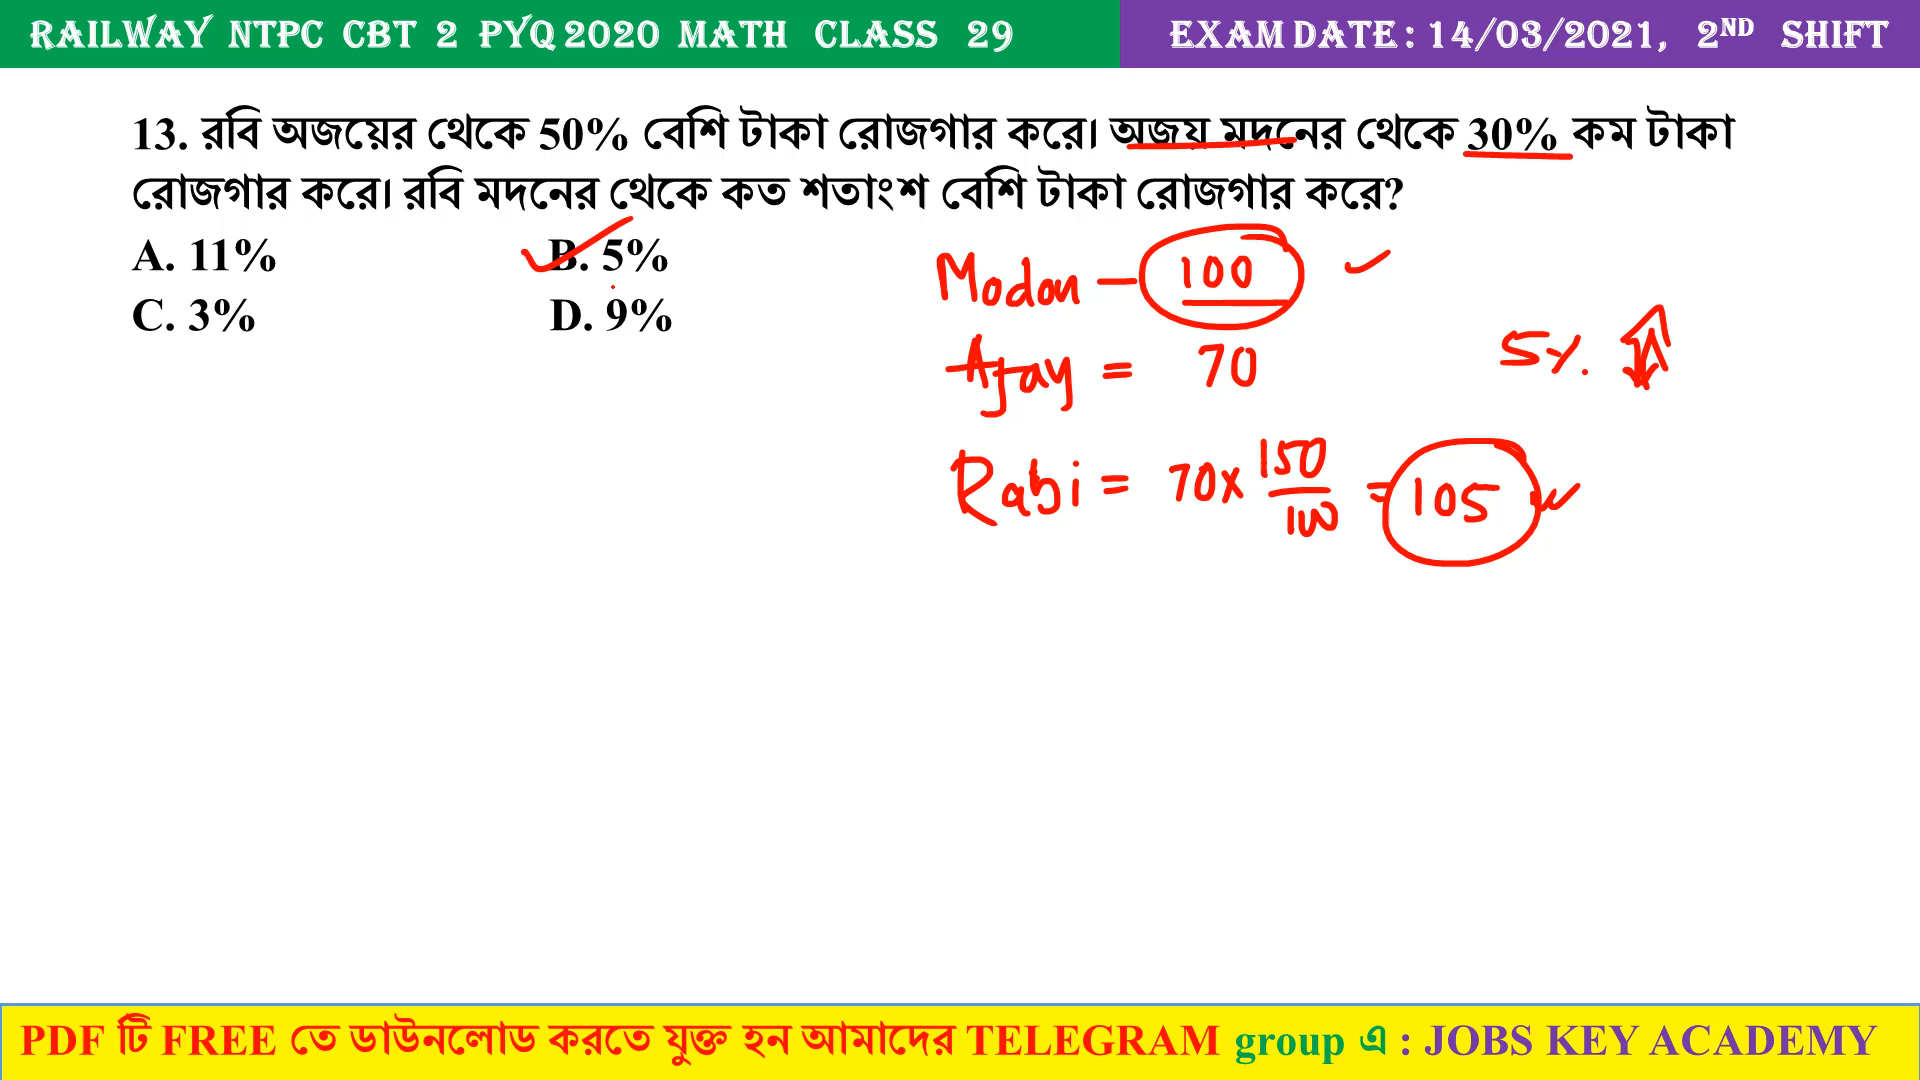 RAILWAY NTPC CBT 2 PYQ 2020 MATH CLASS 29
EXAM DATE : 14/03/2021, 2ND SHIFT
13. রবি অজয়ের থেকে 50% বেশি টাকা রোজগার করে। অজয় মদনের থেকে 30% কম টাকা
রোজগার করে। রবি মদনের থেকে কত শতাংশ বেশি টাকা রোজগার করে?
A. 11% B. 5%
C. 3% D. 9%
Modon — 100
Ajay = 70
5%.
Rabi = 70 x 150/100 = 105
PDF টি FREE তে ডাউনলোড করতে যুক্ত হন আমাদের TELEGRAM group এ : JOBS KEY ACADEMY